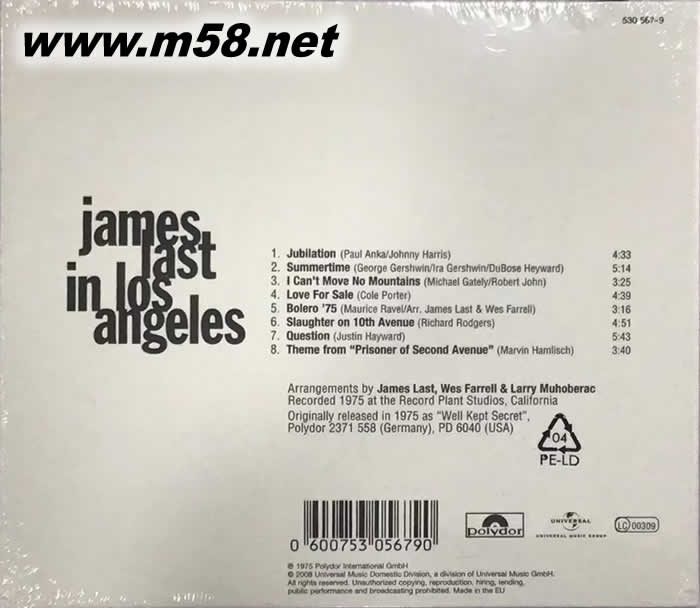 www.m58.net
530 567-9
james
last
in los
angeles
1. Jubilation (Paul Anka/Johnny Harris) 4:33
2. Summertime (George Gershwin/Ira Gershwin/DuBose Heyward) 5:14
3. I Can't Move No Mountains (Michael Gately/Robert John) 3:25
4. Love For Sale (Cole Porter) 4:39
5. Bolero '75 (Maurice Ravel/Arr. James Last & Wes Farrell) 3:16
6. Slaughter on 10th Avenue (Richard Rodgers) 4:51
7. Question (Justin Hayward) 5:43
8. Theme from "Prisoner of Second Avenue" (Marvin Hamlisch) 3:40
Arrangements by James Last, Wes Farrell & Larry Muhoberac
Recorded 1975 at the Record Plant Studios, California
Originally released in 1975 as "Well Kept Secret",
Polydor 2371 558 (Germany), PD 6040 (USA)
04
PE-LD
0 600753 056790
polydor
UNIVERSAL
UNIVERSAL MUSIC GROUP
LC 00309
℗ 1975 Polydor International GmbH
© 2008 Universal Music Domestic Division, a division of Universal Music GmbH.
All rights reserved. Unauthorized copying, reproduction, hiring, lending,
public performance and broadcasting prohibited. Made in the EU